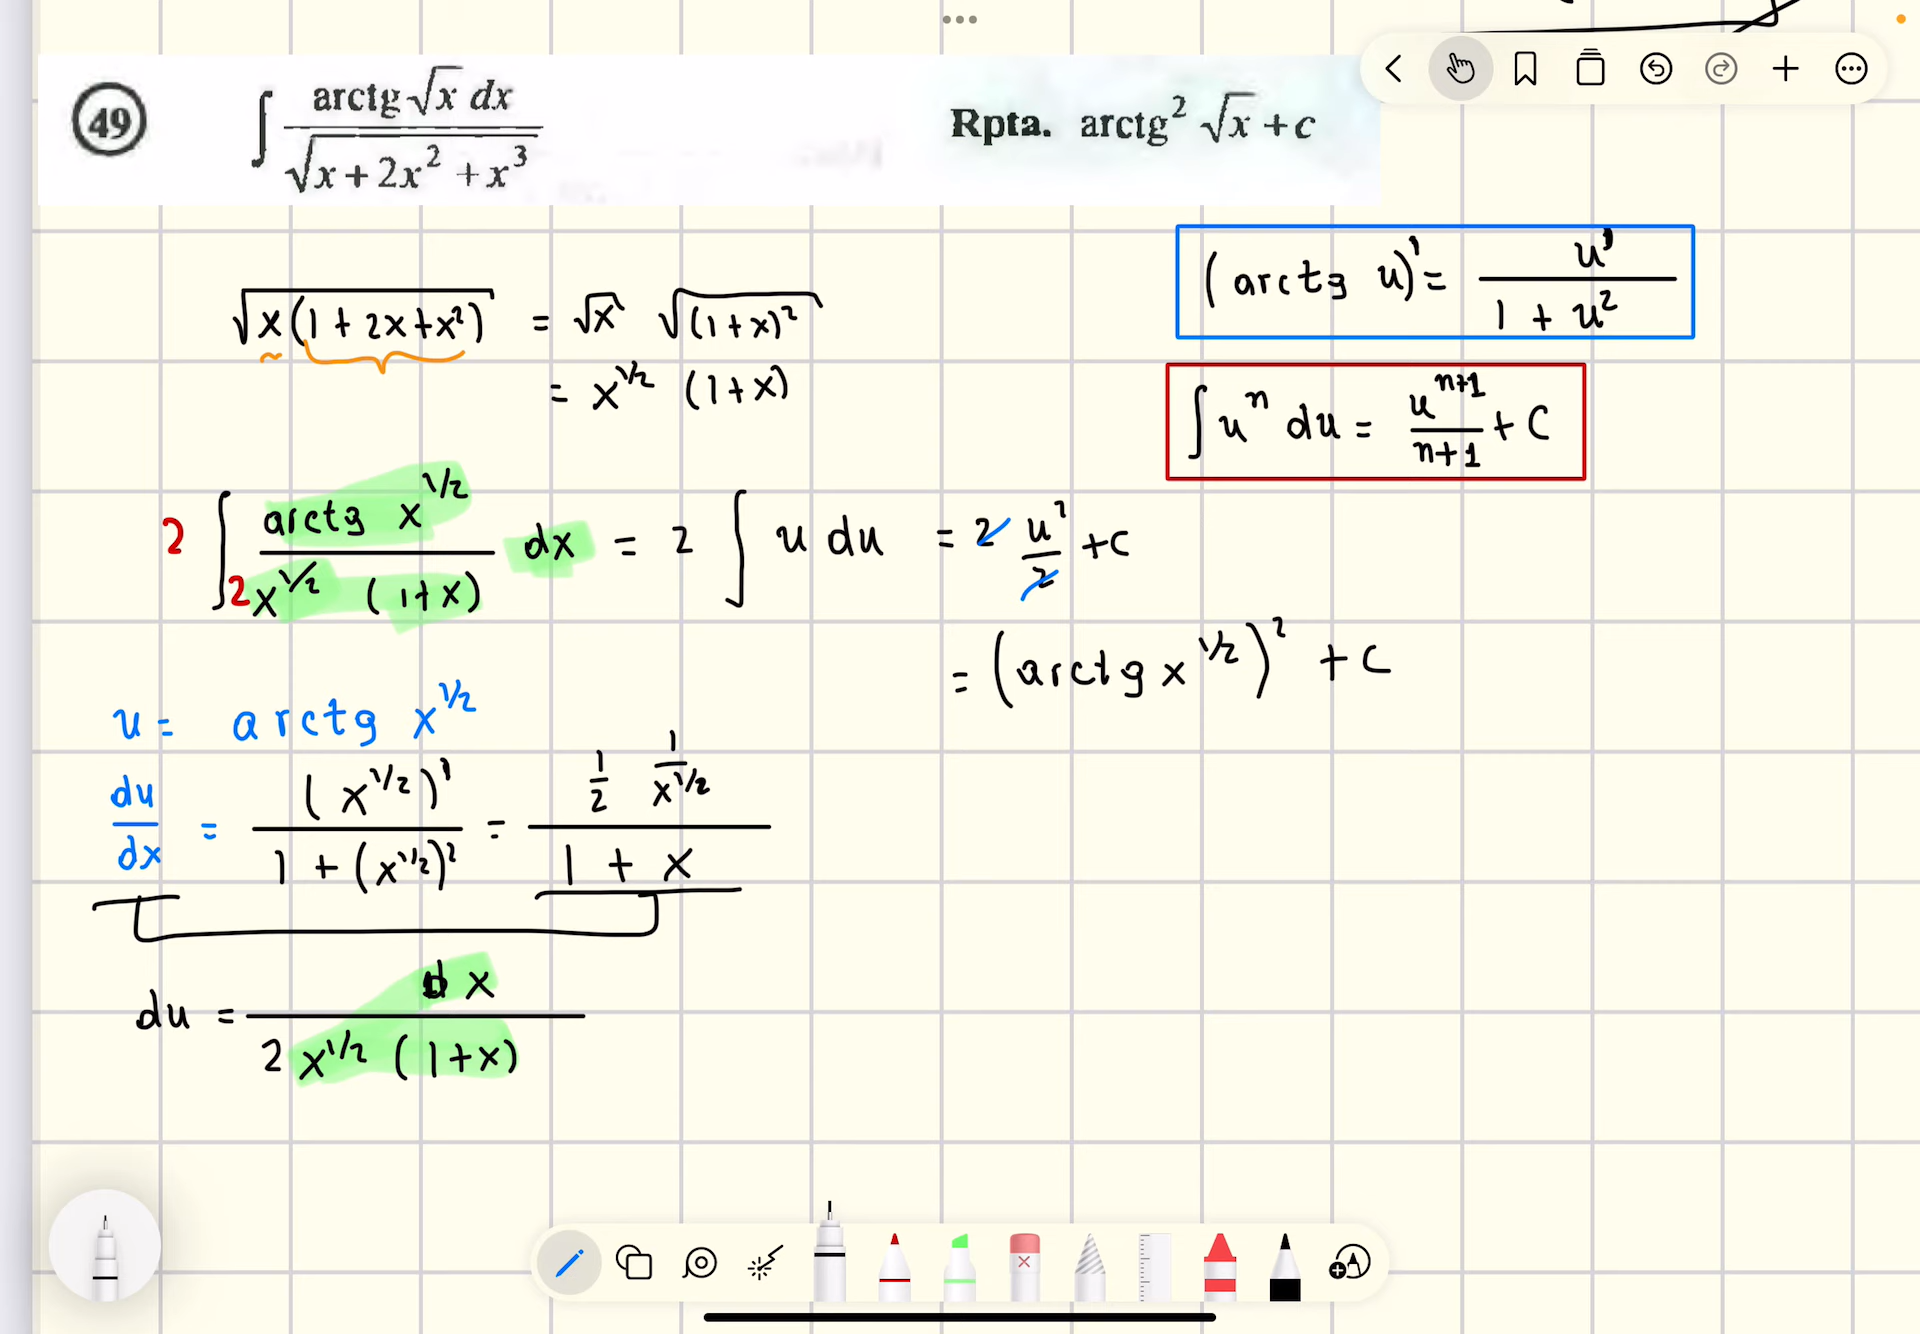 49 ∫ arctg √x dx / √(x + 2x² + x³) Rpta. arctg² √x + c
(arctg u)' = u' / (1 + u²)
√(x(1 + 2x + x²)) = √x √((1+x)²)
= x^(1/2) (1+x)
∫ uⁿ du = u^(n+1) / (n+1) + C
2 ∫ arctg x^(1/2) / (2x^(1/2) (1+x)) dx = 2 ∫ u du = 2 u²/2 + C
= (arctg x^(1/2))² + C
u = arctg x^(1/2)
du/dx = (x^(1/2))' / (1 + (x^(1/2))²) = (1/2 1/x^(1/2)) / (1 + x)
du = dx / (2 x^(1/2) (1+x))